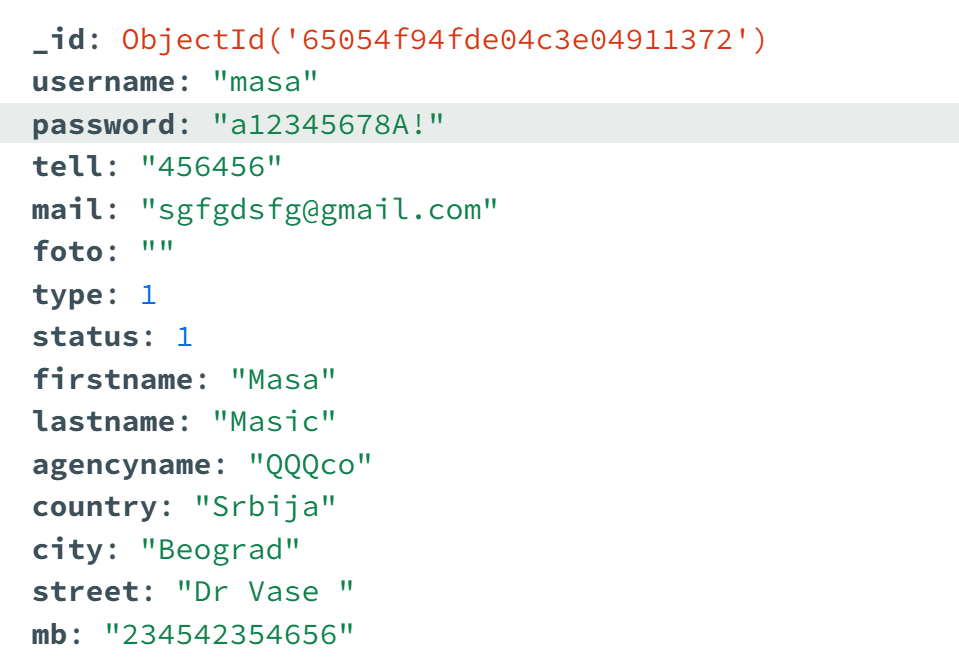 _id: ObjectId('65054f94fde04c3e04911372')
username: "masa"
password: "a12345678A!"
tell: "456456"
mail: "sgfgdsfg@gmail.com"
foto: ""
type: 1
status: 1
firstname: "Masa"
lastname: "Masic"
agencyname: "QQQco"
country: "Srbija"
city: "Beograd"
street: "Dr Vase "
mb: "234542354656"